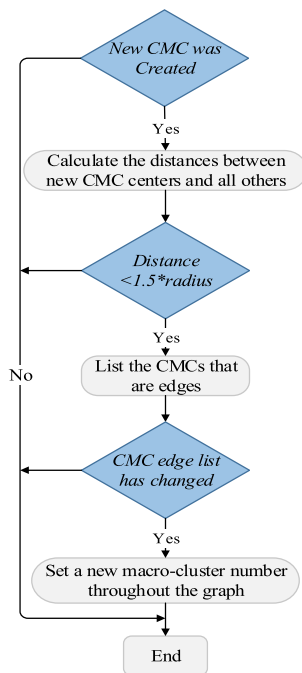 New CMC was
Created
Yes
Calculate the distances between
new CMC centers and all others
Distance
<1.5*radius
Yes
No
List the CMCs that
are edges
CMC edge list
has changed
Yes
Set a new macro-cluster number
throughout the graph
End